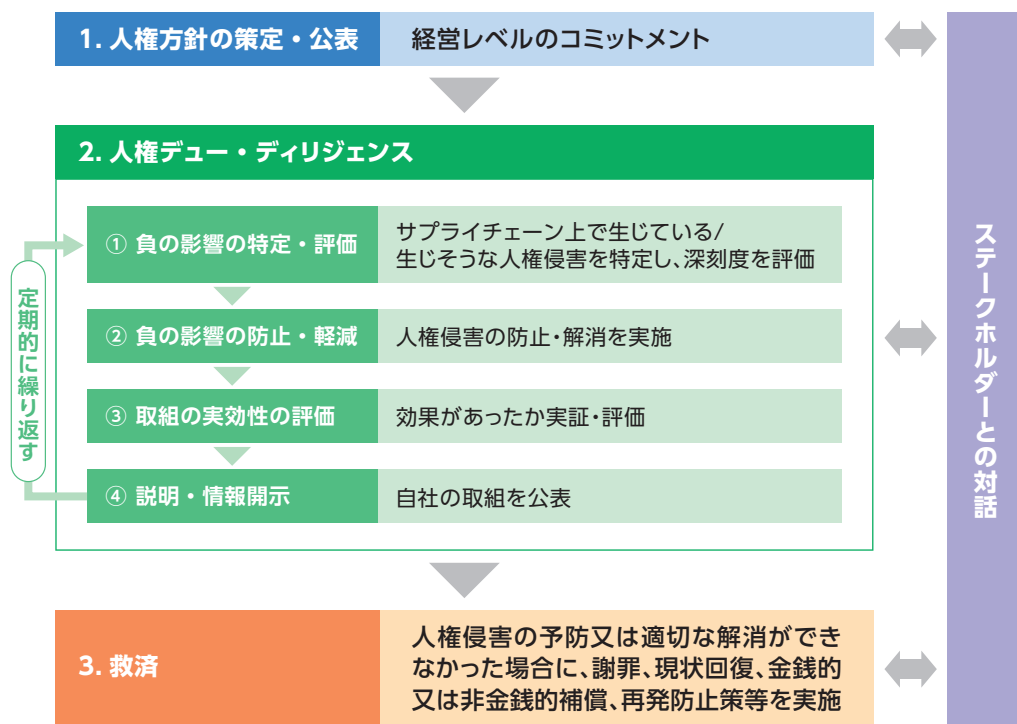 1. 人権方針の策定・公表
経営レベルのコミットメント
2. 人権デュー・ディリジェンス
① 負の影響の特定・評価
サプライチェーン上で生じている/
生じそうな人権侵害を特定し、深刻度を評価
② 負の影響の防止・軽減
人権侵害の防止・解消を実施
③ 取組の実効性の評価
効果があったか実証・評価
④ 説明・情報開示
自社の取組を公表
定期的に繰り返す
3. 救済
人権侵害の予防又は適切な解消ができ
なかった場合に、謝罪、現状回復、金銭的
又は非金銭的補償、再発防止策等を実施
ステークホルダーとの対話